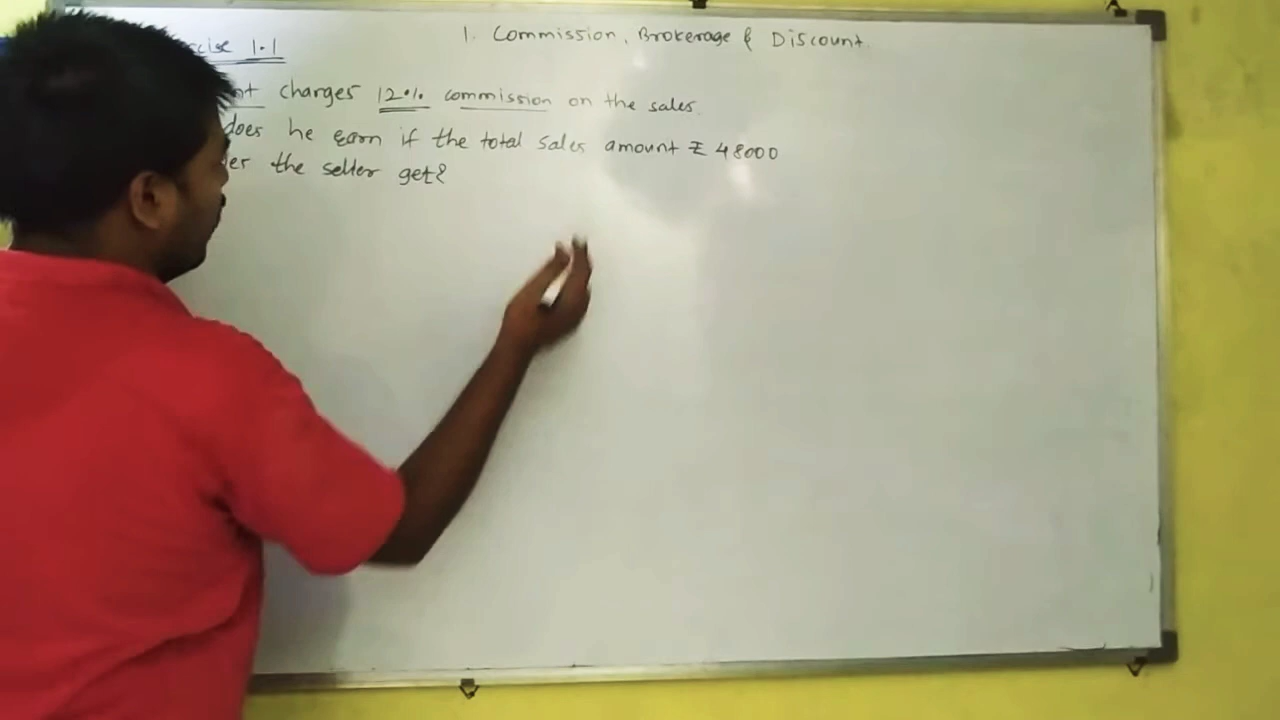 1. Commission, Brokerage & Discount.
1.1
charges 12% commission on the sales.
does he earn if the total sales amount ₹ 48000
the seller get?